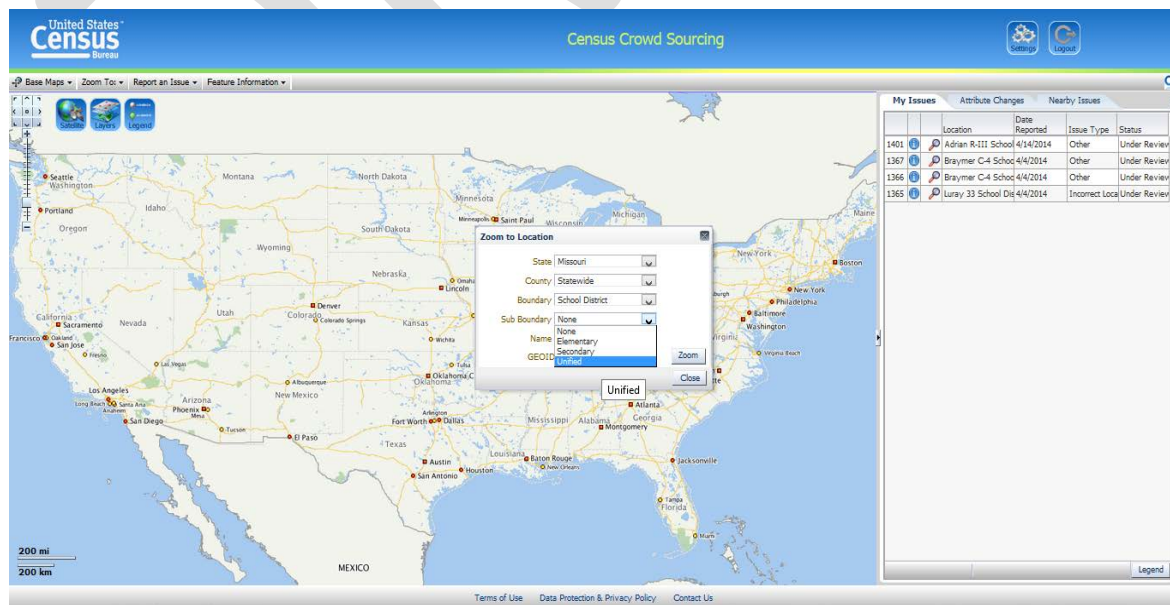 United States™
Census
Bureau
Census Crowd Sourcing
Settings
Logout
Base Maps
Zoom To:
Report an Issue
Feature Information
Satellite
Layers
Legend
Seattle
Washington
Montana
North Dakota
Portland
Oregon
Idaho
Minnesota
Minneapolis
Saint Paul
Wisconsin
Michigan
Maine
South Dakota
Wyoming
New York
Boston
Nebraska
Omaha
Lincoln
New York
Philadelphia
Baltimore
Washington
California
Sacramento
Nevada
Utah
Denver
Colorado
Colorado Springs
Kansas
Francisco
Oakland
San Jose
Fresno
Wichita
Virginia Beach
Las Vegas
Tulsa
Los Angeles
Long Beach
Santa Ana
Anaheim
San Diego
Arizona
Phoenix
Mesa
Albuquerque
New Mexico
Oklahoma C
Oklahoma
Atlanta
Tucson
El Paso
Arlington
Fort Worth
Dallas
Mississippi
Alabama
Georgia
Montgomery
Texas
Austin
San Antonio
Houston
Louisiana
Baton Rouge
New Orleans
Jacksonville
Tampa
Florida
Miami
MEXICO
200 mi
200 km
Zoom to Location
State Missouri
County Statewide
Boundary School District
Sub Boundary None
None
Name Elementary
Secondary
GEOID Unified
Zoom
Close
Unified
My Issues Attribute Changes Nearby Issues
Location Date Reported Issue Type Status
1401 Adrian R-III School 4/14/2014 Other Under Review
1367 Braymer C-4 Schoo 4/4/2014 Other Under Review
1366 Braymer C-4 Schoo 4/4/2014 Other Under Review
1365 Luray 33 School Dis 4/4/2014 Incorrect Loca Under Review
Legend
Terms of Use Data Protection & Privacy Policy Contact Us